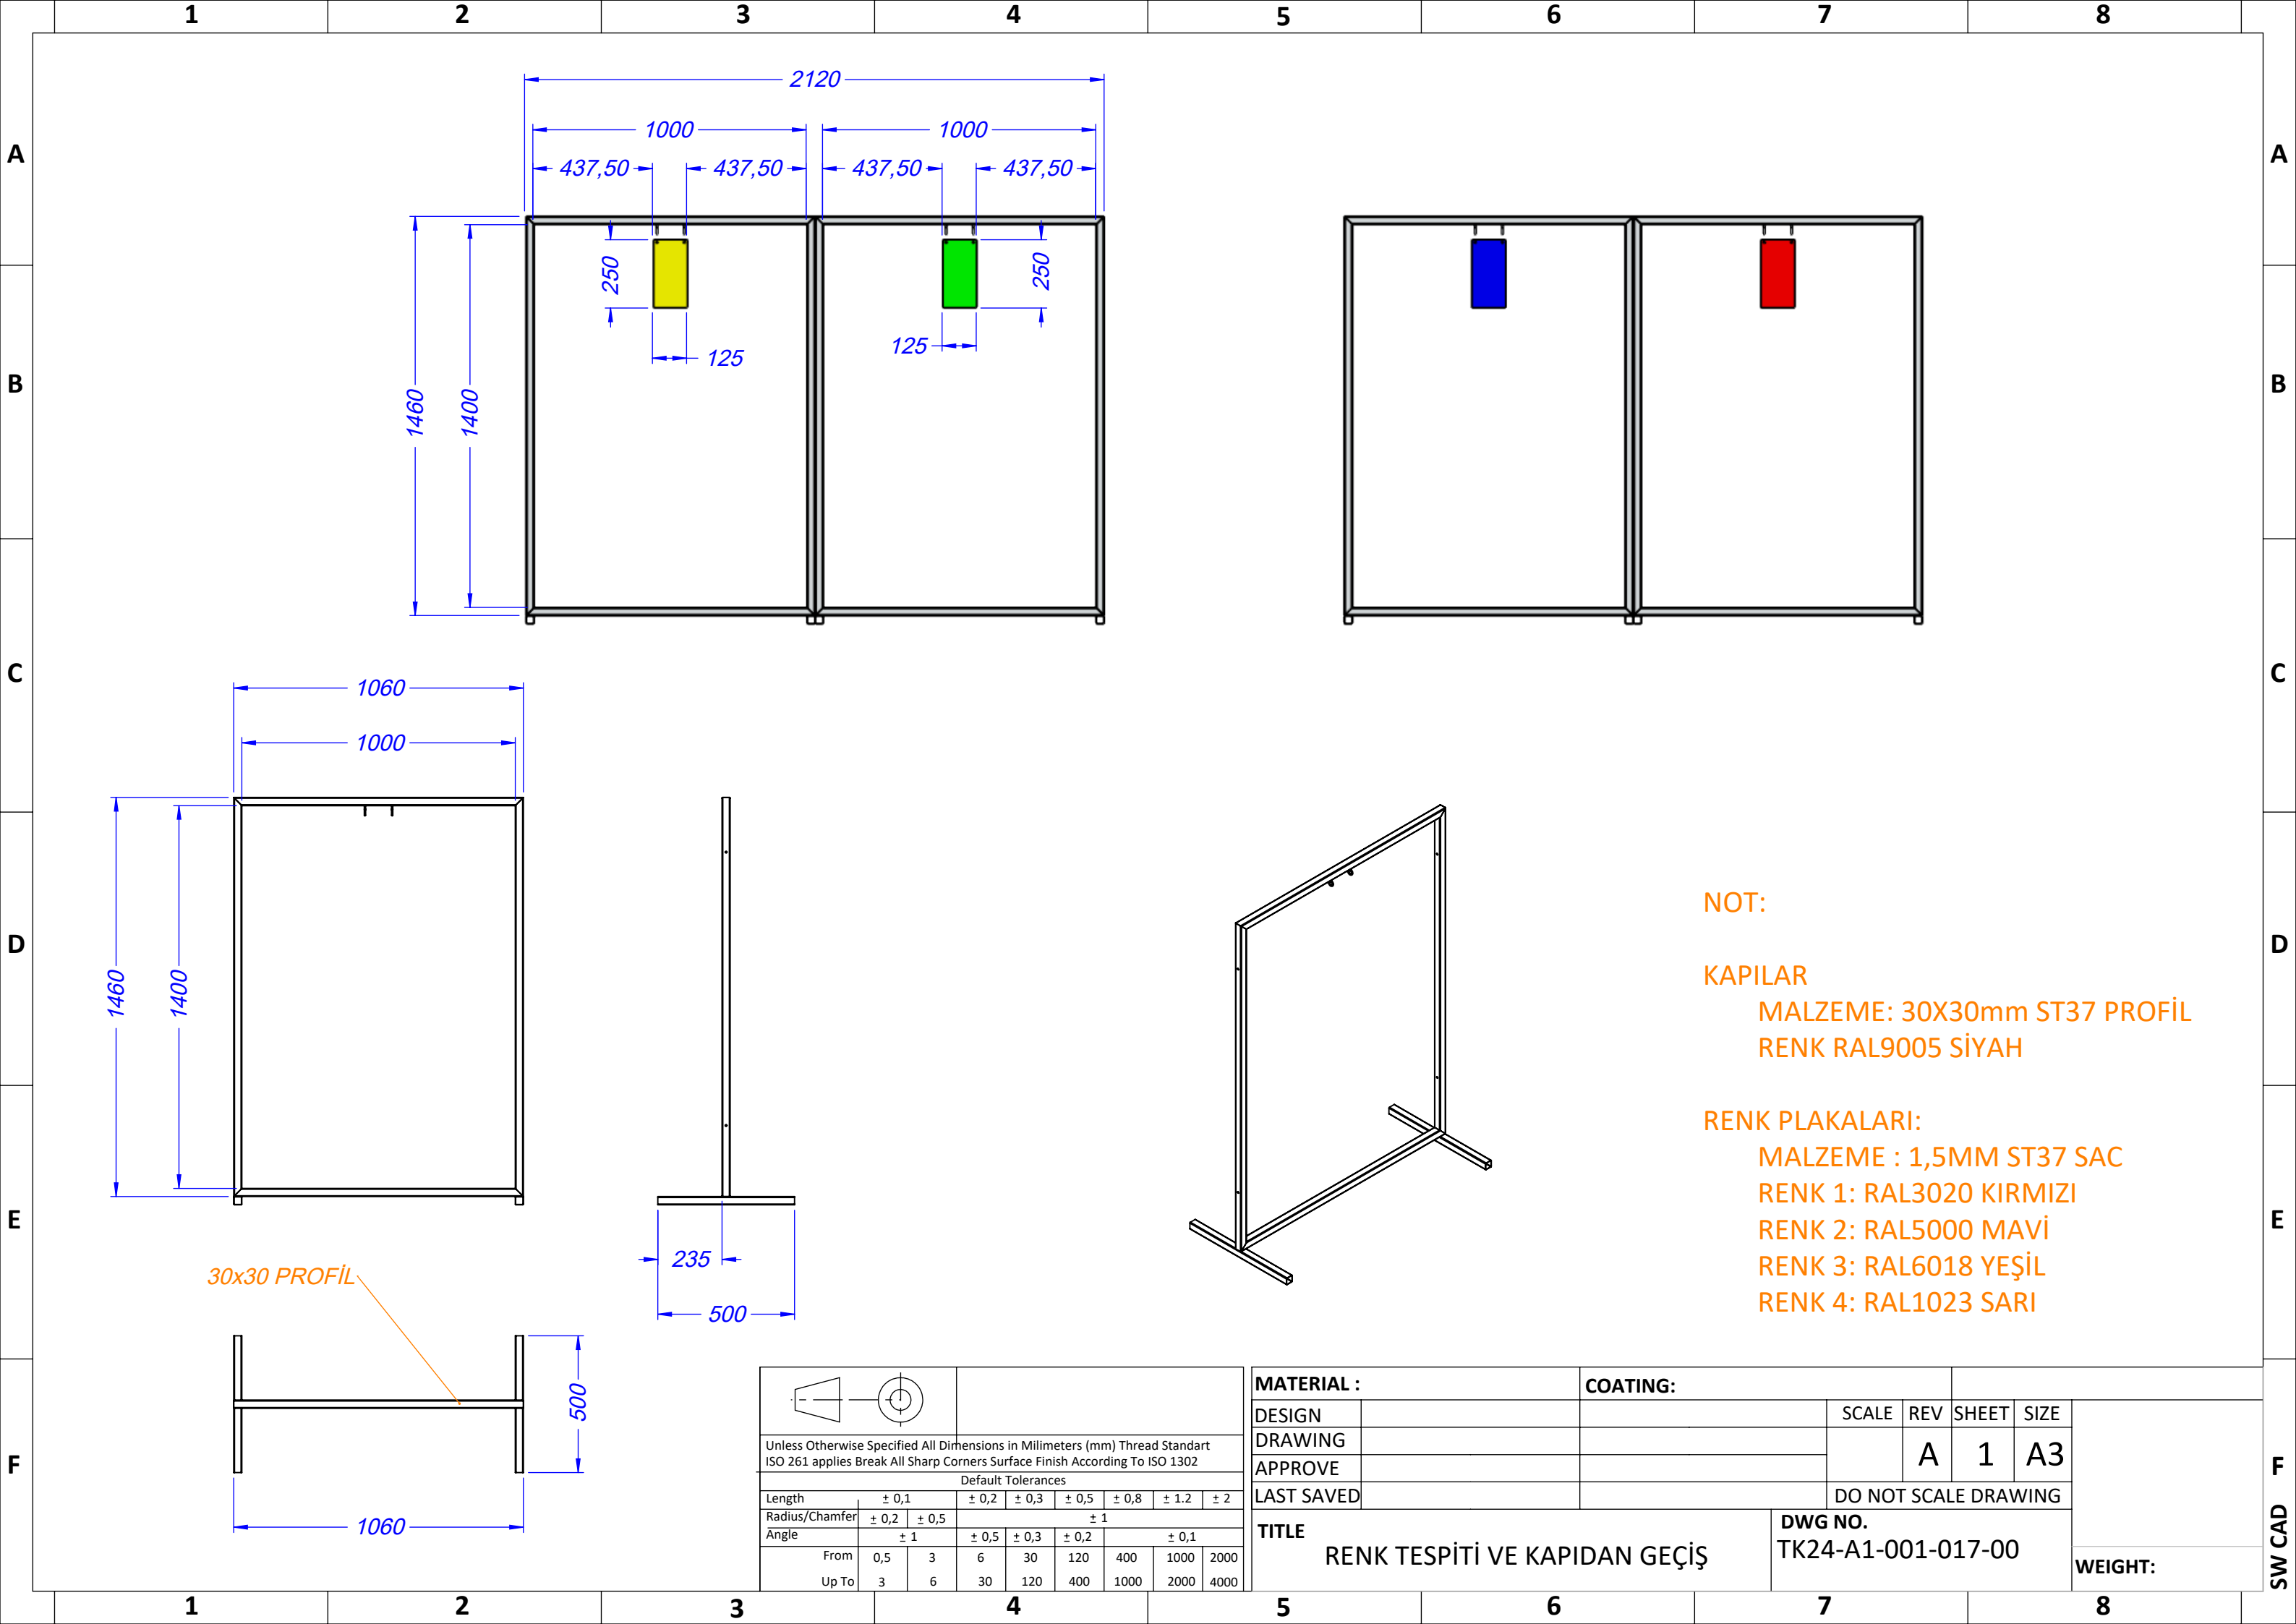 1 2 3 4 5 6 7 8
A A
B B
C C
D D
E E
F F
2120
1000 1000
437,50 437,50 437,50 437,50
250 250
125 125
1460 1400
1060
1000
1460 1400
235
500
30x30 PROFİL
500
1060
NOT:
KAPILAR
MALZEME: 30X30mm ST37 PROFİL
RENK RAL9005 SİYAH
RENK PLAKALARI:
MALZEME : 1,5MM ST37 SAC
RENK 1: RAL3020 KIRMIZI
RENK 2: RAL5000 MAVİ
RENK 3: RAL6018 YEŞİL
RENK 4: RAL1023 SARI
Unless Otherwise Specified All Dimensions in Milimeters (mm) Thread Standart
ISO 261 applies Break All Sharp Corners Surface Finish According To ISO 1302
Default Tolerances
Length ± 0,1 ± 0,2 ± 0,3 ± 0,5 ± 0,8 ± 1.2 ± 2
Radius/Chamfer ± 0,2 ± 0,5 ± 1
Angle ± 1 ± 0,5 ± 0,3 ± 0,2 ± 0,1
From 0,5 3 6 30 120 400 1000 2000
Up To 3 6 30 120 400 1000 2000 4000
MATERIAL : COATING:
DESIGN SCALE REV SHEET SIZE
DRAWING
A 1 A3
APPROVE
LAST SAVED DO NOT SCALE DRAWING
TITLE
RENK TESPİTİ VE KAPIDAN GEÇİŞ
DWG NO.
TK24-A1-001-017-00
WEIGHT:
SW CAD
1 2 3 4 5 6 7 8